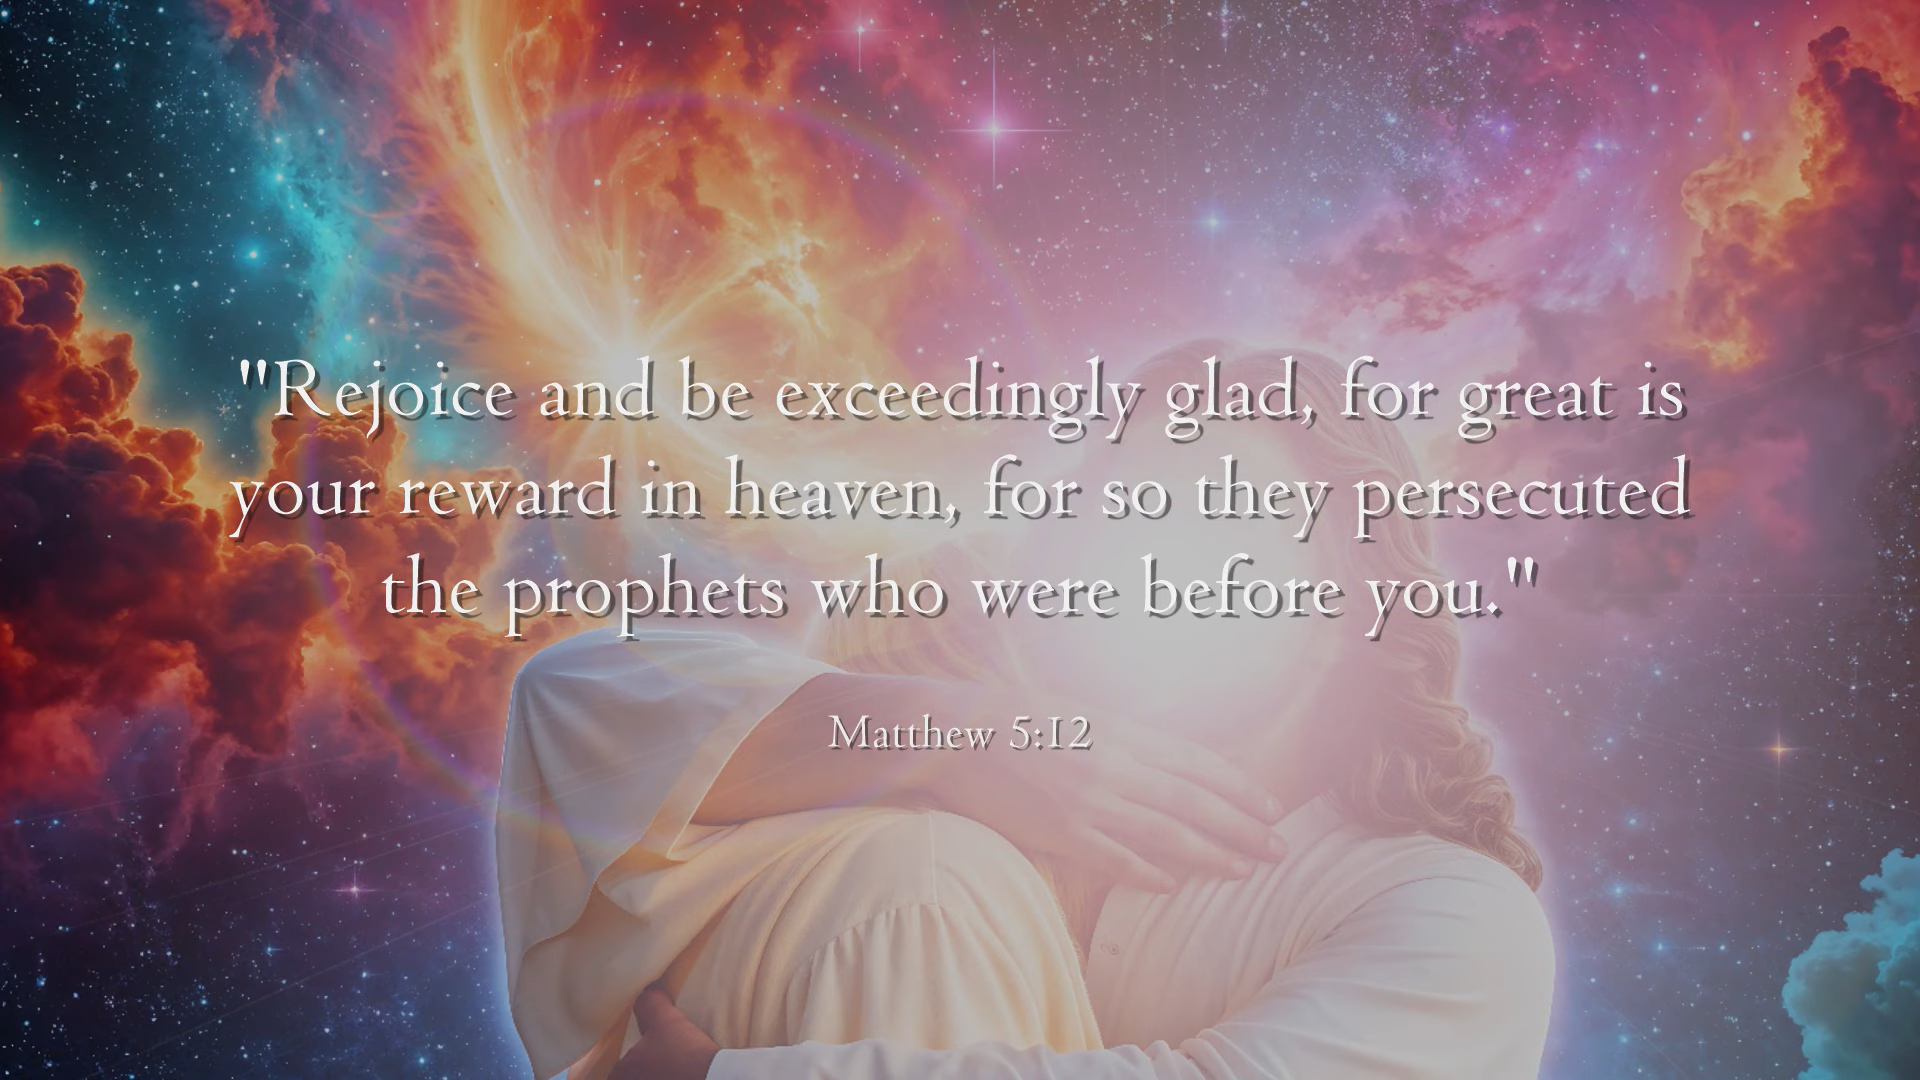 "Rejoice and be exceedingly glad, for great is
your reward in heaven, for so they persecuted
the prophets who were before you."
Matthew 5:12